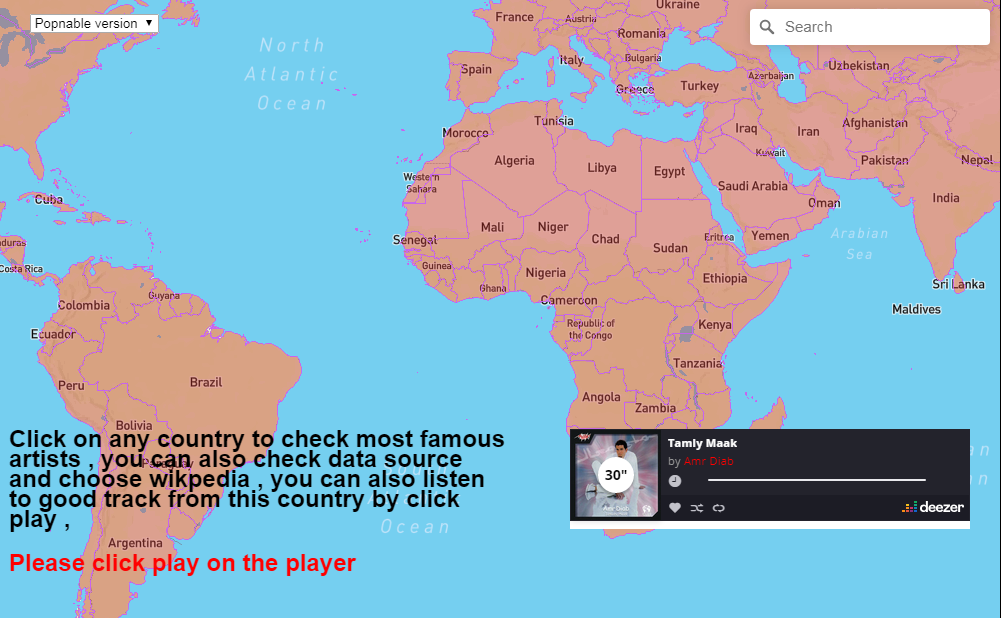 Popnable version
Search
Ukraine
France
Austria
Romania
North
Italy
Bulgaria
Uzbekistan
Atlantic
Spain
Azerbaijan
Turkey
Greece
Ocean
Tunisia
Afghanistan
Morocco
Iraq
Iran
Kuwait
Algeria
Pakistan
Nepal
Libya
Egypt
Western
Sahara
Saudi Arabia
Cuba
Oman
India
Mali
Niger
Arabian
Sea
Senegal
Chad
Eritrea
Yemen
duras
Sudan
Costa Rica
Guinea
Nigeria
Ethiopia
Sri Lanka
Ghana
Guyana
Cameroon
Colombia
Maldives
Republic of
the Congo
Kenya
Ecuador
Tanzania
Peru
Brazil
Angola
Zambia
Bolivia
Click on any country to check most famous
artists , you can also check data source
Paraguay
and choose wikpedia , you can also listen
to good track from this country by click
play ,
Ocean
Argentina
Please click play on the player
Tamly Maak
by Amr Diab
30"
Amr Diab
deezer
an
n